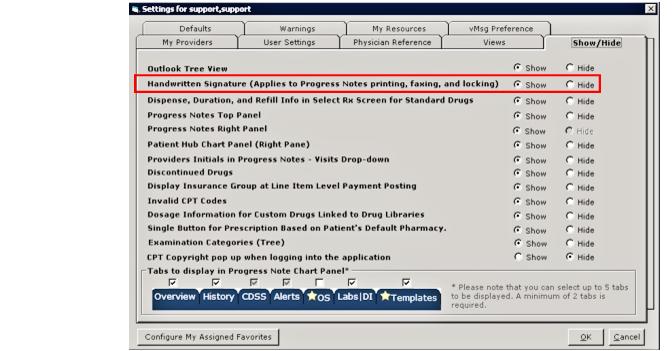 Settings for support,support
Defaults Warnings My Resources vMsg Preference
My Providers User Settings Physician Reference Views Show/Hide
Outlook Tree View Show Hide
Handwritten Signature (Applies to Progress Notes printing, faxing, and locking) Show Hide
Dispense, Duration, and Refill Info in Select Rx Screen for Standard Drugs Show Hide
Progress Notes Top Panel Show Hide
Progress Notes Right Panel Show Hide
Patient Hub Chart Panel (Right Pane) Show Hide
Providers Initials in Progress Notes - Visits Drop-down Show Hide
Discontinued Drugs Show Hide
Display Insurance Group at Line Item Level Payment Posting Show Hide
Invalid CPT Codes Show Hide
Dosage Information for Custom Drugs Linked to Drug Libraries Show Hide
Single Button for Prescription Based on Patient's Default Pharmacy. Show Hide
Examination Categories (Tree) Show Hide
CPT Copyright pop up when logging into the application Show Hide
Tabs to display in Progress Note Chart Panel*
Overview History CDSS Alerts OS Labs|DI Templates
* Please note that you can select up to 5 tabs
to be displayed. A minimum of 2 tabs is
required.
Configure My Assigned Favorites OK Cancel